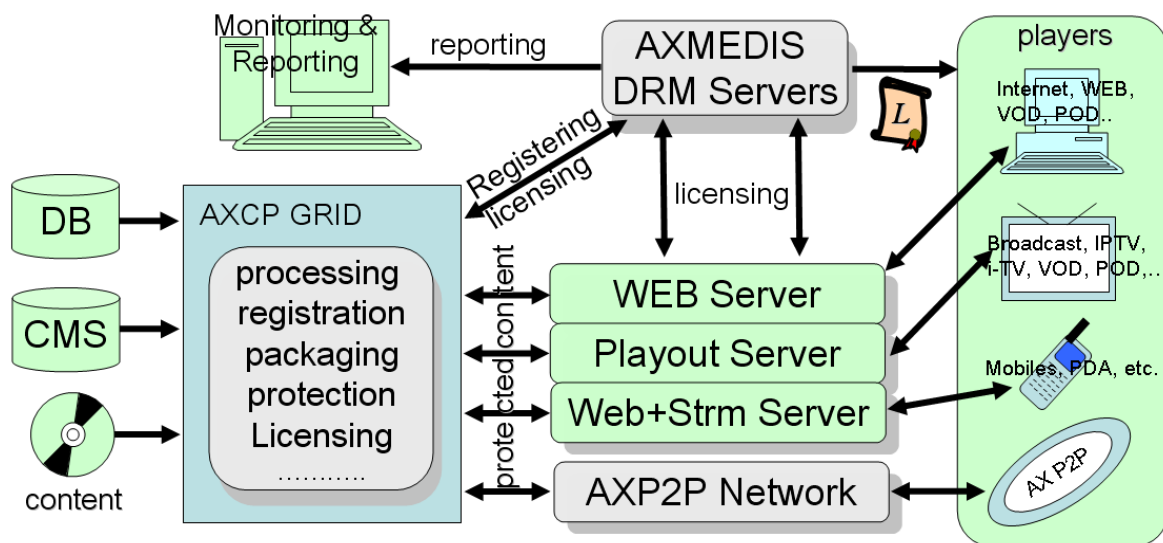 Monitoring &
Reporting
reporting
AXMEDIS
DRM Servers
L
players
Internet, WEB,
VOD, POD..
Registering
licensing
licensing
DB
CMS
content
AXCP GRID
processing
registration
packaging
protection
Licensing
...........
protected content
WEB Server
Playout Server
Web+Strm Server
AXP2P Network
Broadcast, IPTV,
i-TV, VOD, POD,..
Mobiles, PDA, etc.
AX P2P